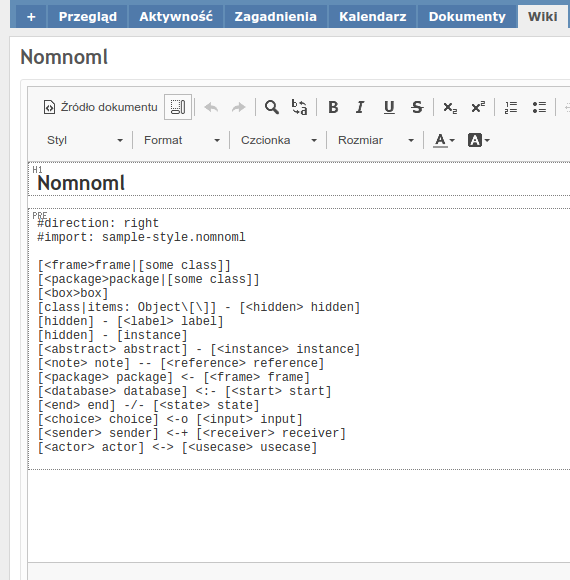 + Przegląd Aktywność Zagadnienia Kalendarz Dokumenty Wiki
Nomnoml
Źródło dokumentu B I U S x₂ x²
Styl Format Czcionka Rozmiar A A
H1
Nomnoml
PRE
#direction: right
#import: sample-style.nomnoml
[<frame>frame|[some class]]
[<package>package|[some class]]
[<box>box]
[class|items: Object\[\]] - [<hidden> hidden]
[hidden] - [<label> label]
[hidden] - [instance]
[<abstract> abstract] - [<instance> instance]
[<note> note] -- [<reference> reference]
[<package> package] <- [<frame> frame]
[<database> database] <:- [<start> start]
[<end> end] -/- [<state> state]
[<choice> choice] <-o [<input> input]
[<sender> sender] <-+ [<receiver> receiver]
[<actor> actor] <-> [<usecase> usecase]